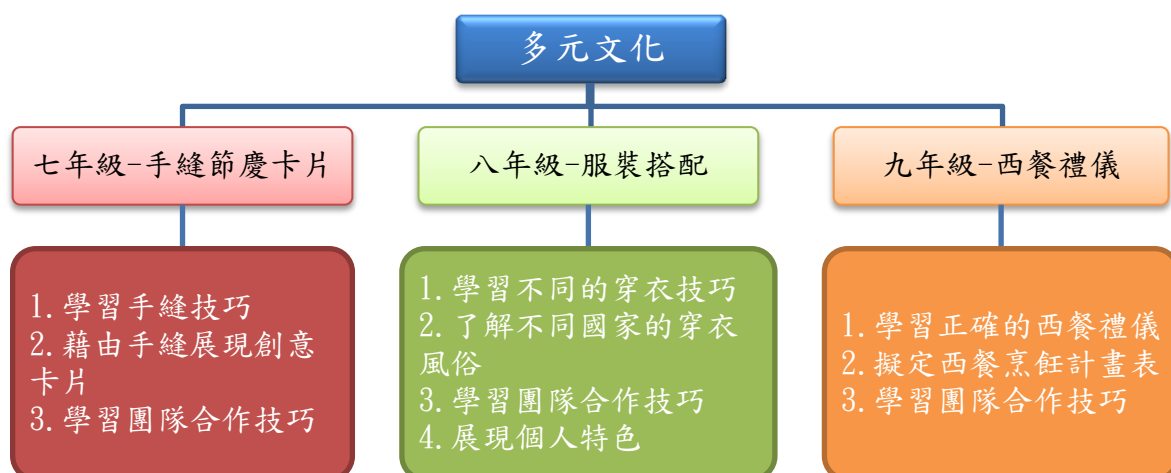 多元文化
七年級-手縫節慶卡片
1.學習手縫技巧
2.藉由手縫展現創意
卡片
3.學習團隊合作技巧
八年級-服裝搭配
1.學習不同的穿衣技巧
2.了解不同國家的穿衣
風俗
3.學習團隊合作技巧
4.展現個人特色
九年級-西餐禮儀
1.學習正確的西餐禮儀
2.擬定西餐烹飪計畫表
3.學習團隊合作技巧